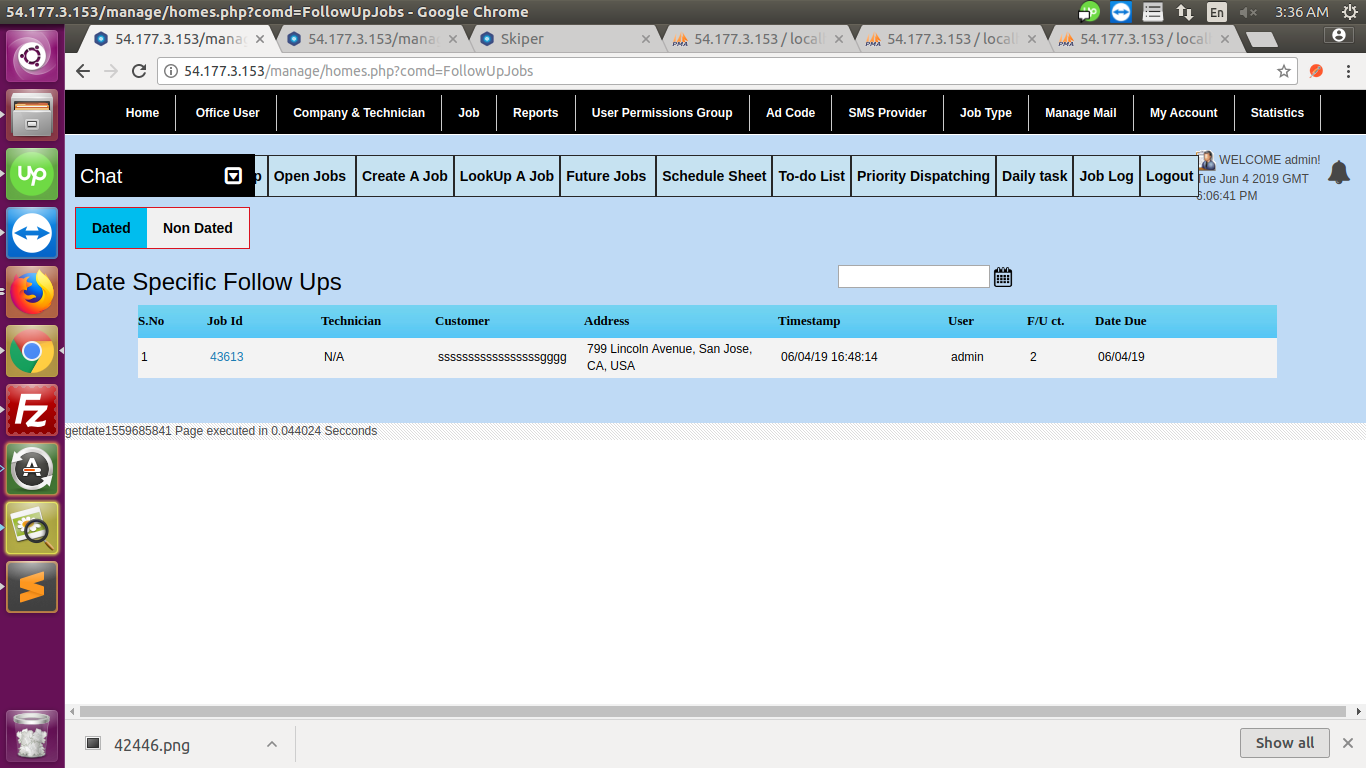 54.177.3.153/manage/homes.php?comd=FollowUpJobs - Google Chrome
En
3:36 AM
54.177.3.153/mana
54.177.3.153/mana
Skiper
PMA 54.177.3.153 / local
PMA 54.177.3.153 / local
PMA 54.177.3.153 / local
54.177.3.153/manage/homes.php?comd=FollowUpJobs
Home
Office User
Company & Technician
Job
Reports
User Permissions Group
Ad Code
SMS Provider
Job Type
Manage Mail
My Account
Statistics
Chat
p
Open Jobs
Create A Job
LookUp A Job
Future Jobs
Schedule Sheet
To-do List
Priority Dispatching
Daily task
Job Log
Logout
WELCOME admin!
Tue Jun 4 2019 GMT
6:06:41 PM
Dated
Non Dated
Date Specific Follow Ups
S.No Job Id Technician Customer Address Timestamp User F/U ct. Date Due
1 43613 N/A sssssssssssssssssgggg 799 Lincoln Avenue, San Jose, CA, USA 06/04/19 16:48:14 admin 2 06/04/19
getdate1559685841 Page executed in 0.044024 Secconds
42446.png
Show all